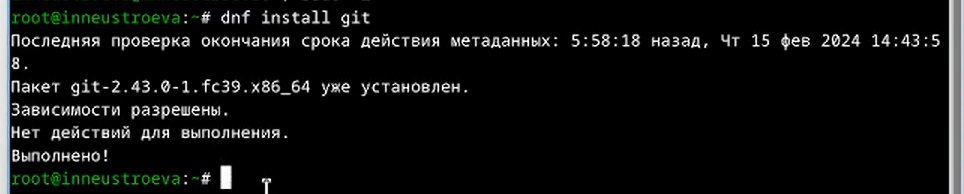 root@inneustroeva:~# dnf install git
Последняя проверка окончания срока действия метаданных: 5:58:18 назад, Чт 15 фев 2024 14:43:5
8.
Пакет git-2.43.0-1.fc39.x86_64 уже установлен.
Зависимости разрешены.
Нет действий для выполнения.
Выполнено!
root@inneustroeva:~#